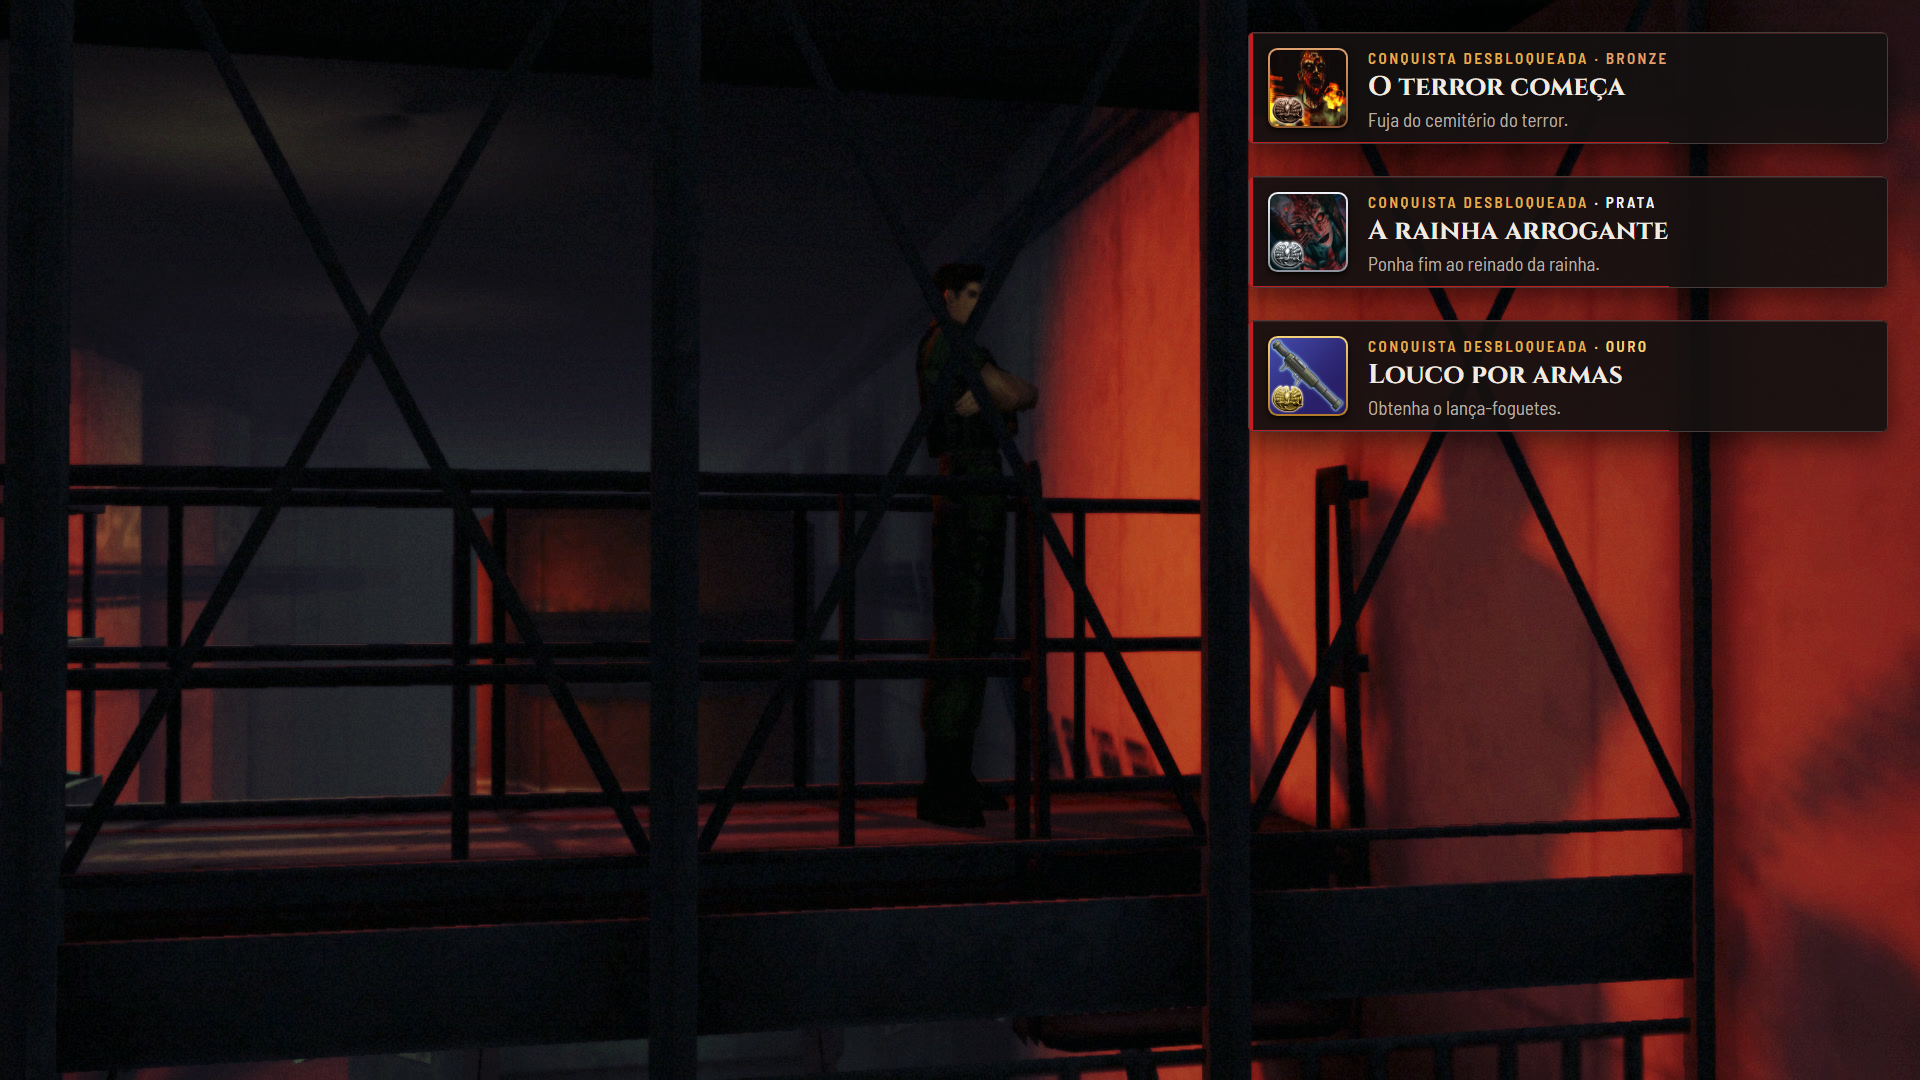 CONQUISTA DESBLOQUEADA · BRONZE
O TERROR COMEÇA
Fuja do cemitério do terror.
CONQUISTA DESBLOQUEADA · PRATA
A RAINHA ARROGANTE
Ponha fim ao reinado da rainha.
CONQUISTA DESBLOQUEADA · OURO
LOUCO POR ARMAS
Obtenha o lança-foguetes.